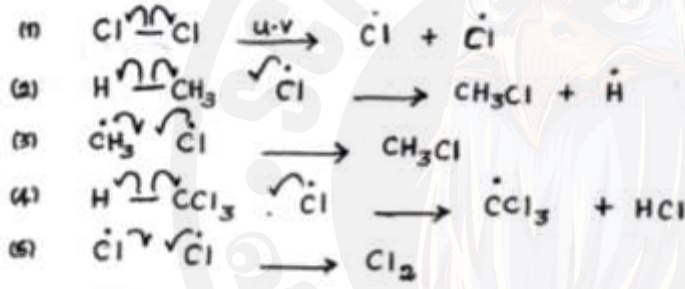 (1) Cl — Cl u.v → Ċl + Ċl
(2) H — CH₃ Ċl → CH₃Cl + Ḣ
(3) ĊH₃ Ċl → CH₃Cl
(4) H — CCl₃ Ċl → ĊCl₃ + HCl
(5) Ċl Ċl → Cl₂